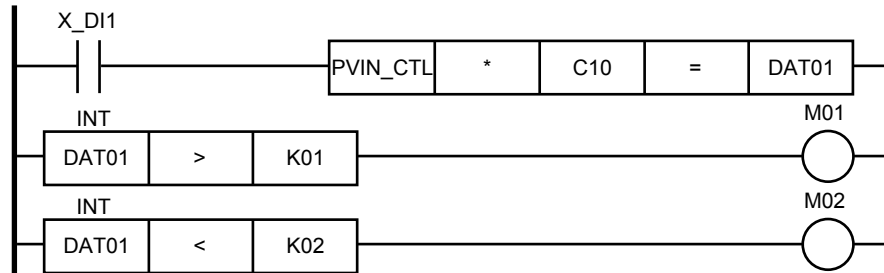 X_DI1
PVIN_CTL * C10 = DAT01
INT M01
DAT01 > K01
INT M02
DAT01 < K02